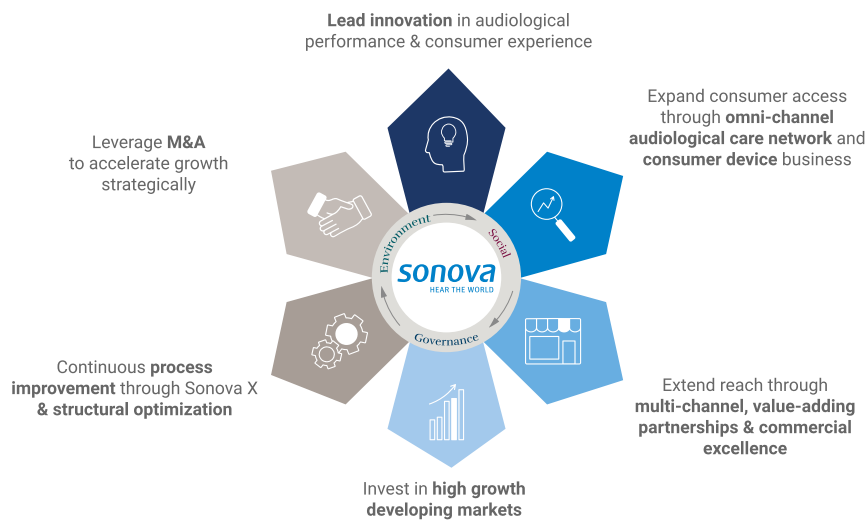 Lead innovation in audiological
performance & consumer experience
Expand consumer access
through omni-channel
audiological care network and
consumer device business
Leverage M&A
to accelerate growth
strategically
Environment
Social
Governance
sonova
HEAR THE WORLD
Continuous process
improvement through Sonova X
& structural optimization
Extend reach through
multi-channel, value-adding
partnerships & commercial
excellence
Invest in high growth
developing markets